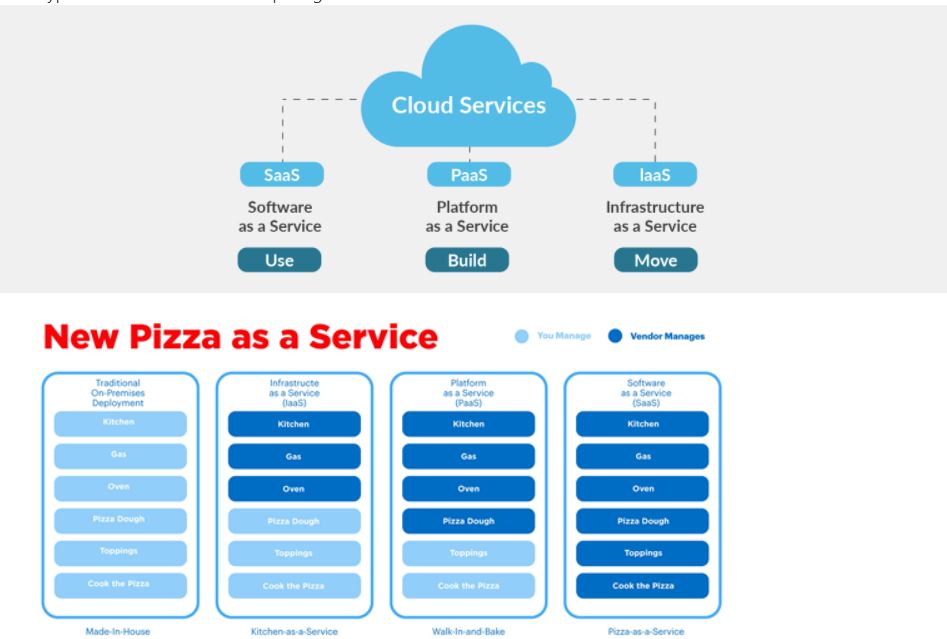 Cloud Services
SaaS
PaaS
IaaS
Software
as a Service
Platform
as a Service
Infrastructure
as a Service
Use
Build
Move
New Pizza as a Service
You Manage
Vendor Manages
Traditional
On-Premises
Deployment
Kitchen
Gas
Oven
Pizza Dough
Toppings
Cook the Pizza
Made-In-House
Infrastructe
as a Service
(IaaS)
Kitchen
Gas
Oven
Pizza Dough
Toppings
Cook the Pizza
Kitchen-as-a-Service
Platform
as a Service
(PaaS)
Kitchen
Gas
Oven
Pizza Dough
Toppings
Cook the Pizza
Walk-In-and-Bake
Software
as a Service
(SaaS)
Kitchen
Gas
Oven
Pizza Dough
Toppings
Cook the Pizza
Pizza-as-a-Service